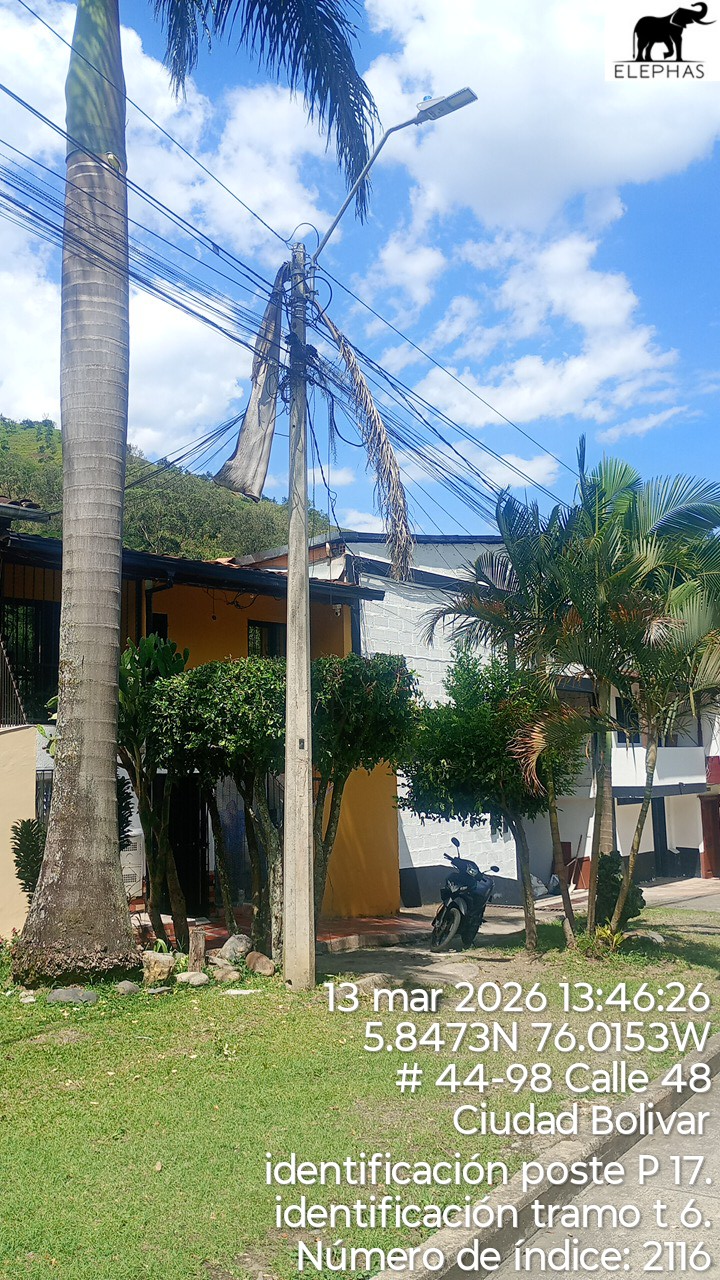 ELEPHAS
13 mar 2026 13:46:26
5.8473N 76.0153W
# 44-98 Calle 48
Ciudad Bolivar
identificación poste P 17.
identificación tramo t 6.
Número de índice: 2116